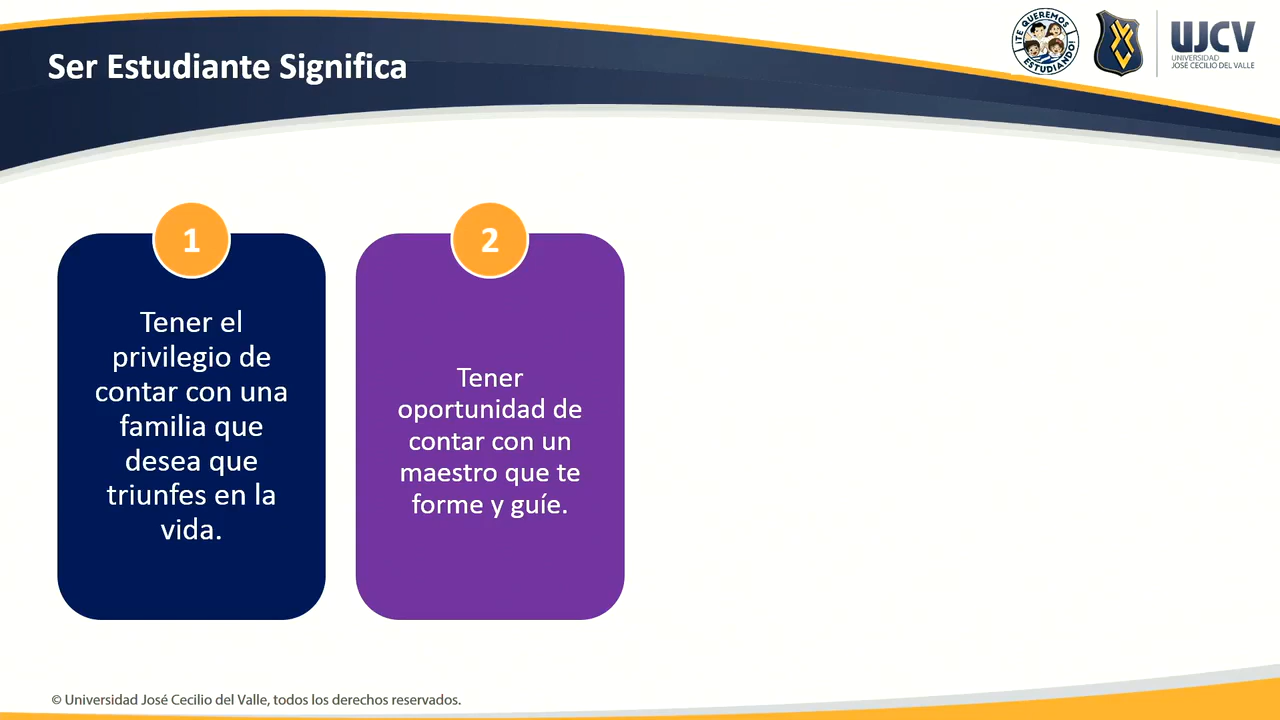 Ser Estudiante Significa
¡TE QUEREMOS
ESTUDIANDO!
UJCV
UNIVERSIDAD
JOSÉ CECILIO DEL VALLE
1
Tener el
privilegio de
contar con una
familia que
desea que
triunfes en la
vida.
2
Tener
oportunidad de
contar con un
maestro que te
forme y guíe.
© Universidad José Cecilio del Valle, todos los derechos reservados.